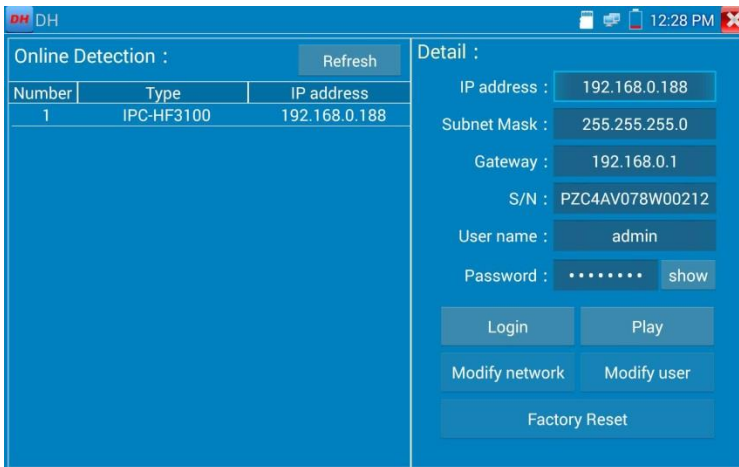 DH DH
12:28 PM
Online Detection :
Refresh
Number Type IP address
1 IPC-HF3100 192.168.0.188
Detail :
IP address : 192.168.0.188
Subnet Mask : 255.255.255.0
Gateway : 192.168.0.1
S/N : PZC4AV078W00212
User name : admin
Password : •••••••• show
Login Play
Modify network Modify user
Factory Reset